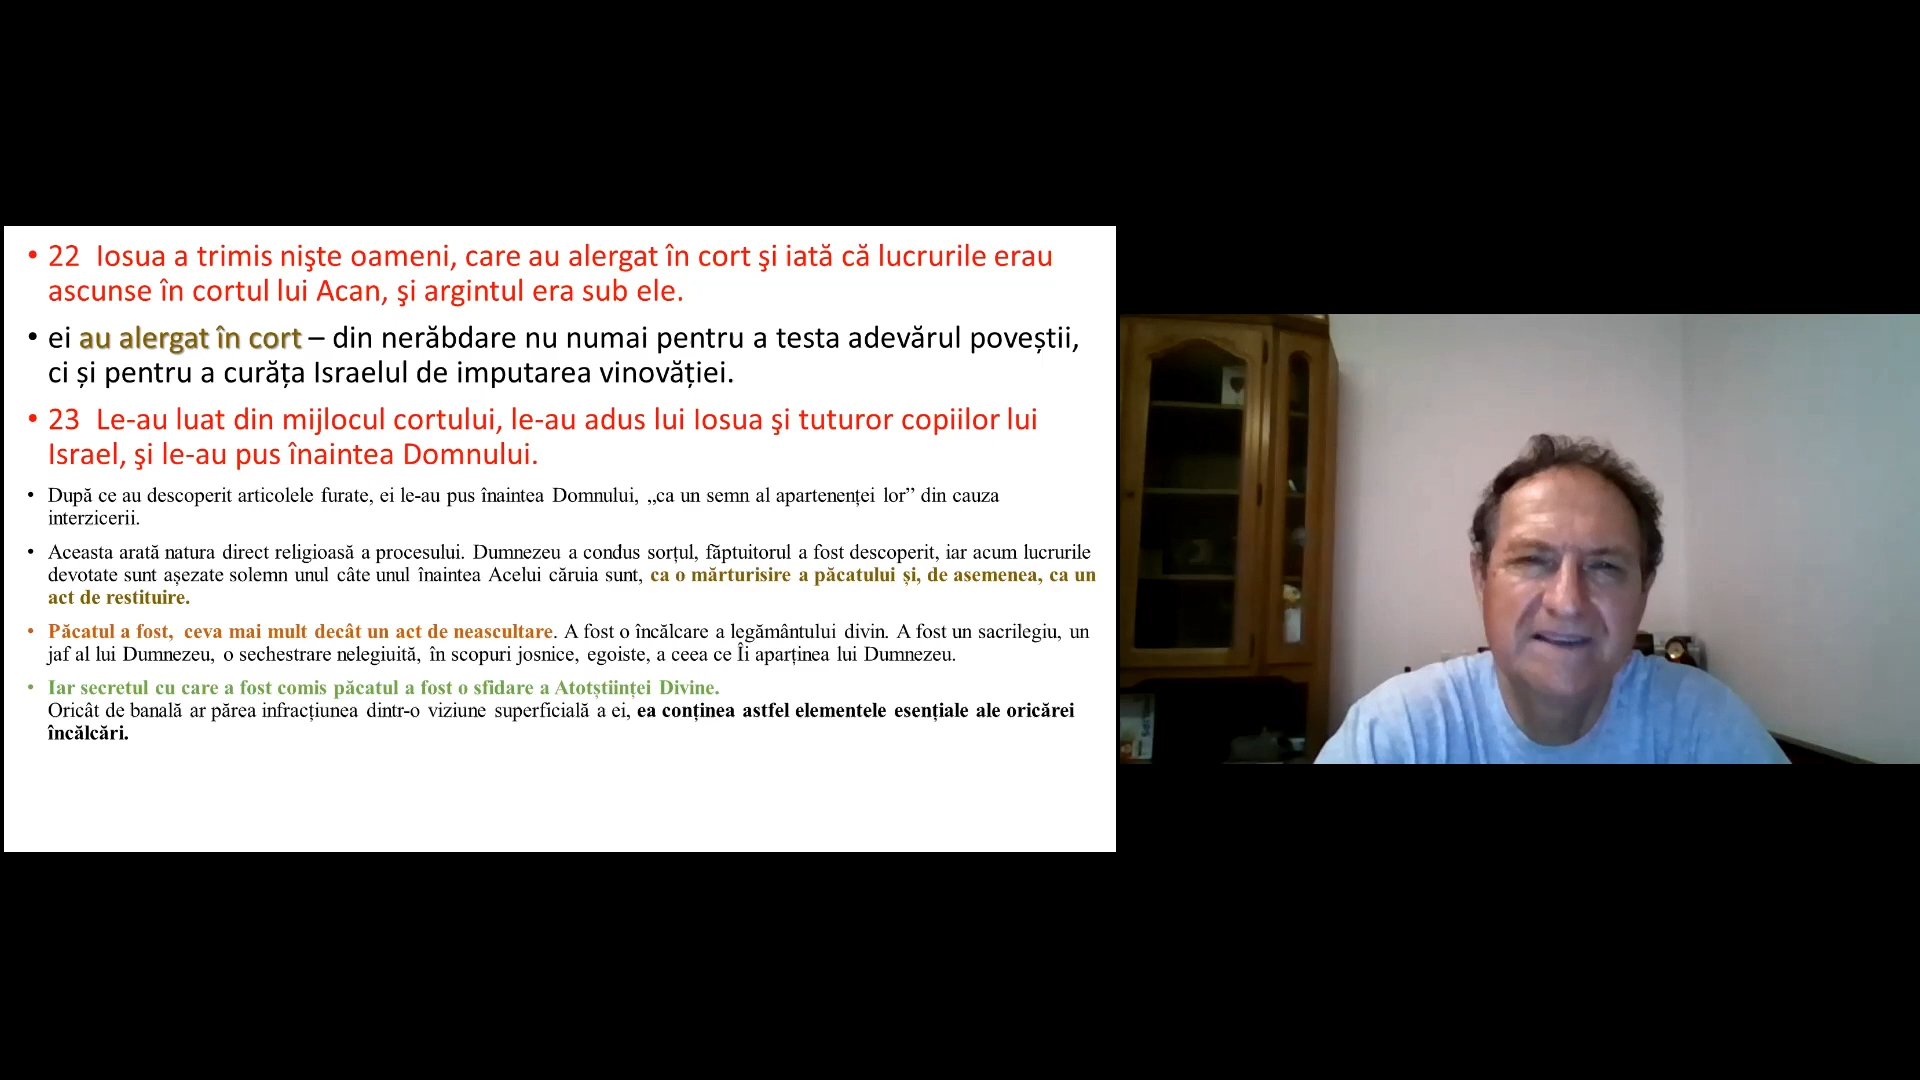 • 22 Iosua a trimis nişte oameni, care au alergat în cort şi iată că lucrurile erau
ascunse în cortul lui Acan, şi argintul era sub ele.
• ei au alergat în cort – din nerăbdare nu numai pentru a testa adevărul poveștii,
ci și pentru a curăța Israelul de imputarea vinovăției.
• 23 Le-au luat din mijlocul cortului, le-au adus lui Iosua şi tuturor copiilor lui
Israel, şi le-au pus înaintea Domnului.
• După ce au descoperit articolele furate, ei le-au pus înaintea Domnului, „ca un semn al apartenenței lor” din cauza
interzicerii.
• Aceasta arată natura direct religioasă a procesului. Dumnezeu a condus sorțul, făptuitorul a fost descoperit, iar acum lucrurile
devotate sunt așezate solemn unul câte unul înaintea Acelui căruia sunt, ca o mărturisire a păcatului și, de asemenea, ca un
act de restituire.
• Păcatul a fost, ceva mai mult decât un act de neascultare. A fost o încălcare a legământului divin. A fost un sacrilegiu, un
jaf al lui Dumnezeu, o sechestrare nelegiuită, în scopuri josnice, egoiste, a ceea ce Îi aparținea lui Dumnezeu.
• Iar secretul cu care a fost comis păcatul a fost o sfidare a Atotștiinței Divine.
Oricât de banală ar părea infracțiunea dintr-o viziune superficială a ei, ea conținea astfel elementele esențiale ale oricărei
încălcări.